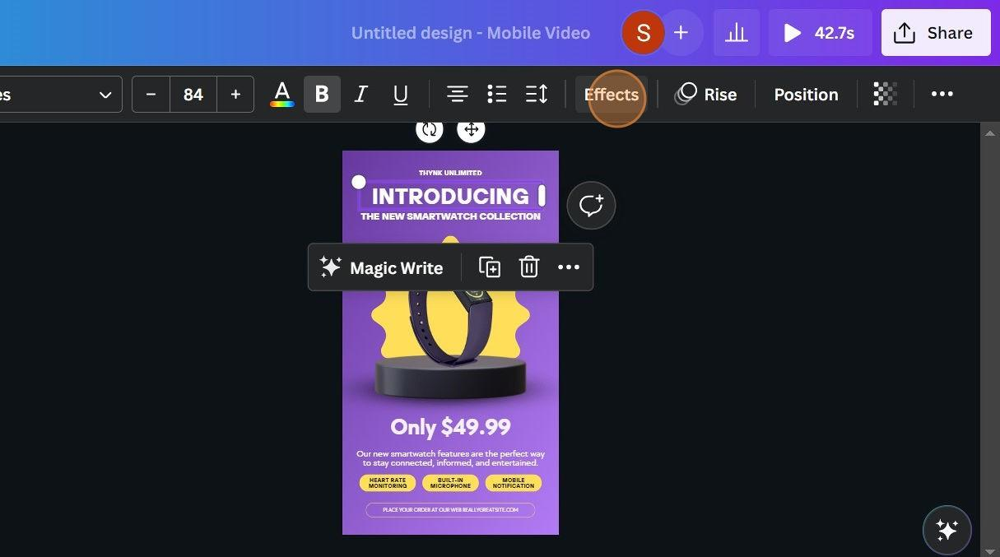 Untitled design - Mobile Video
S
+
42.7s
Share
es
−
84
+
A
B
I
U
Effects
Rise
Position
THYNK UNLIMITED
INTRODUCING
THE NEW SMARTWATCH COLLECTION
Magic Write
Only $49.99
Our new smartwatch features are the perfect way
to stay connected, informed, and entertained.
HEART RATE
MONITORING
BUILT-IN
MICROPHONE
MOBILE
NOTIFICATION
PLACE YOUR ORDER AT OUR WEB REALLYGREATSITE.COM